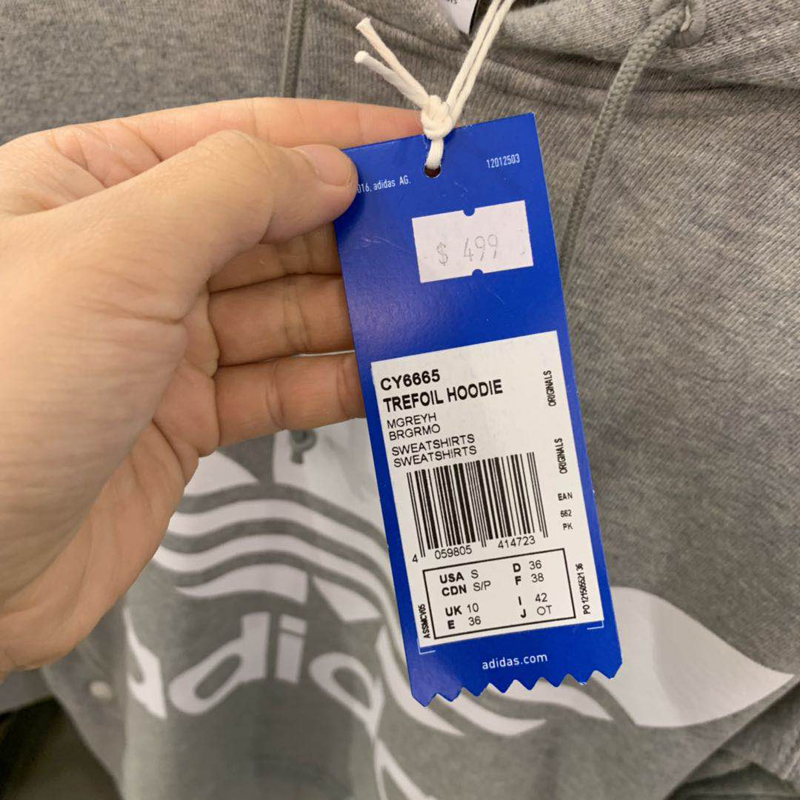 016, adidas AG.
12012503
$ 499
CY6665
TREFOIL HOODIE
MGREYH
BRGRMO
SWEATSHIRTS
SWEATSHIRTS
ORIGINALS
ORIGINALS
EAN
662
PK
4 059805 414723
USA S D 36
CDN S/P F 38
UK 10 I 42
E 36 J OT
adidas.com
adidas